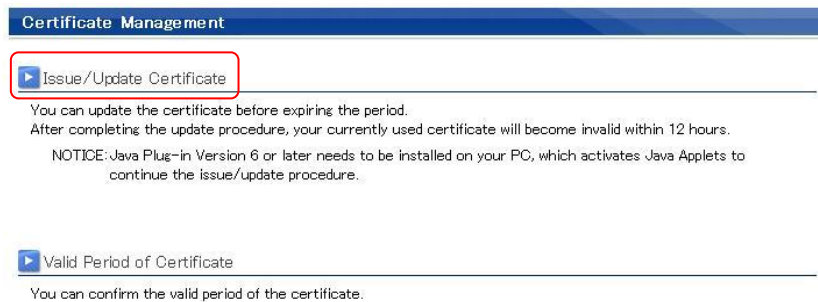 Certificate Management
Issue/Update Certificate
You can update the certificate before expiring the period.
After completing the update procedure, your currently used certificate will become invalid within 12 hours.
NOTICE:Java Plug-in Version 6 or later needs to be installed on your PC, which activates Java Applets to
continue the issue/update procedure.
Valid Period of Certificate
You can confirm the valid period of the certificate.